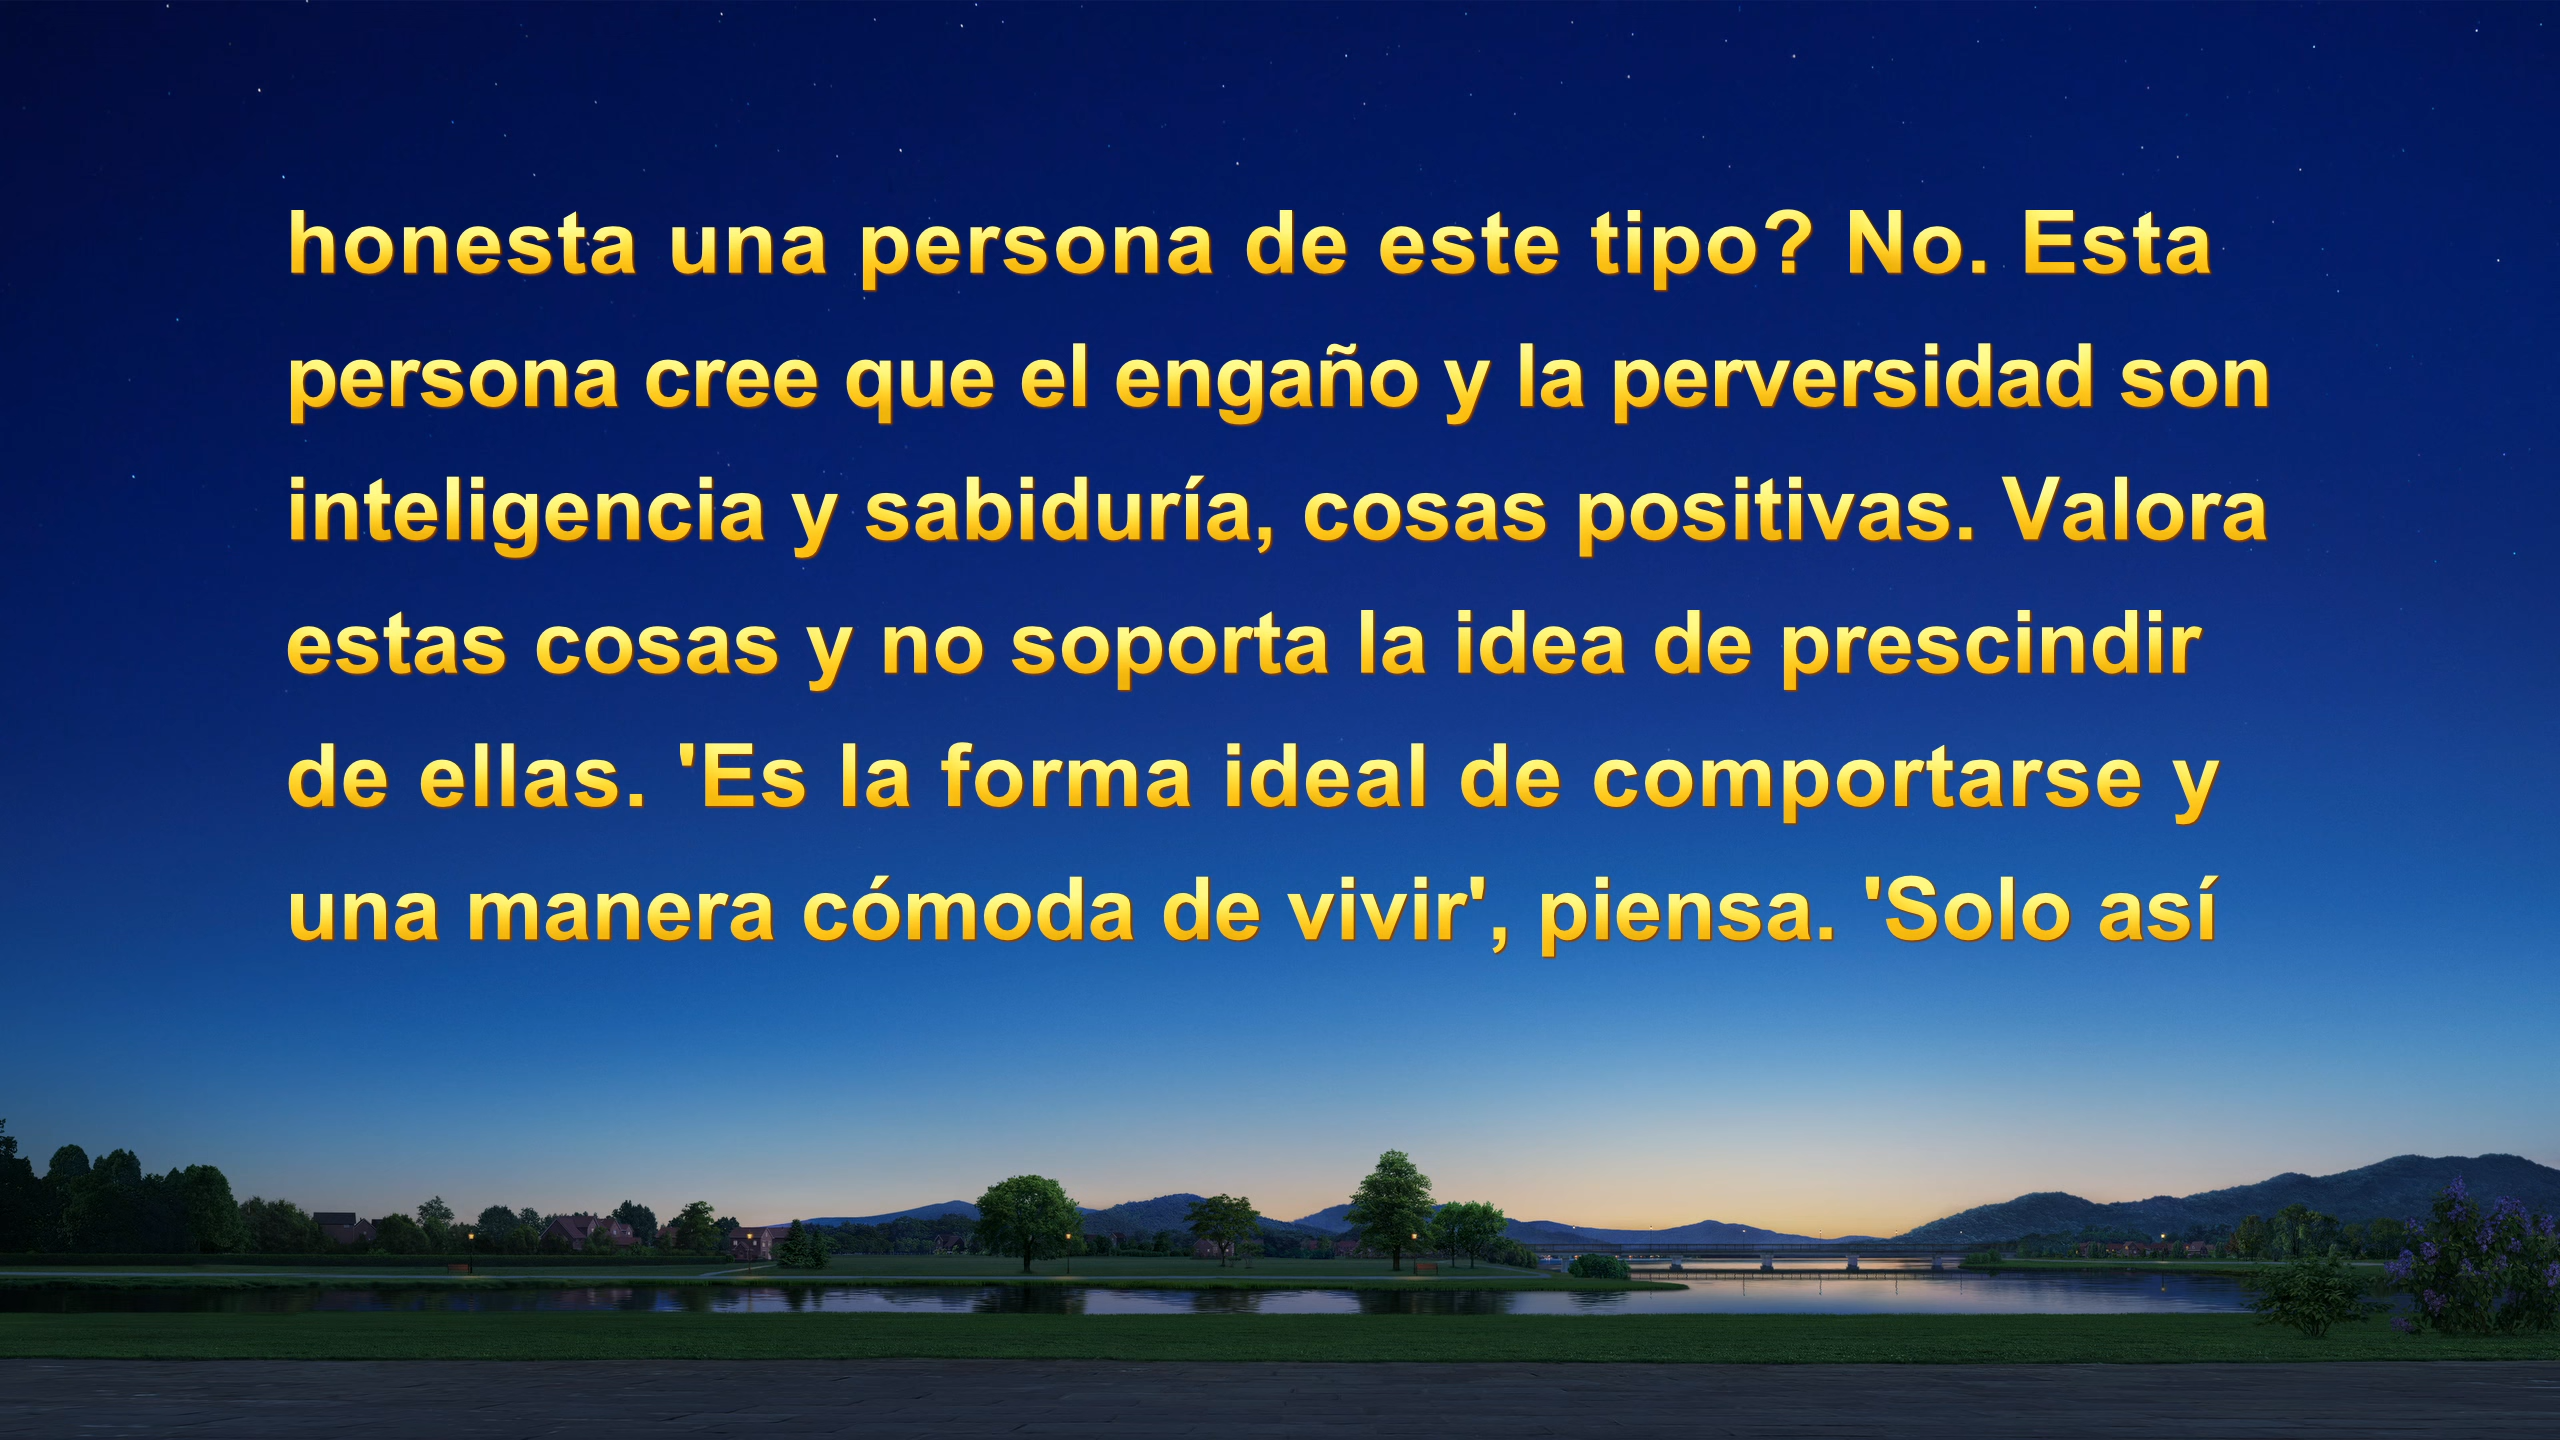 honesta una persona de este tipo? No. Esta
persona cree que el engaño y la perversidad son
inteligencia y sabiduría, cosas positivas. Valora
estas cosas y no soporta la idea de prescindir
de ellas. 'Es la forma ideal de comportarse y
una manera cómoda de vivir', piensa. 'Solo así